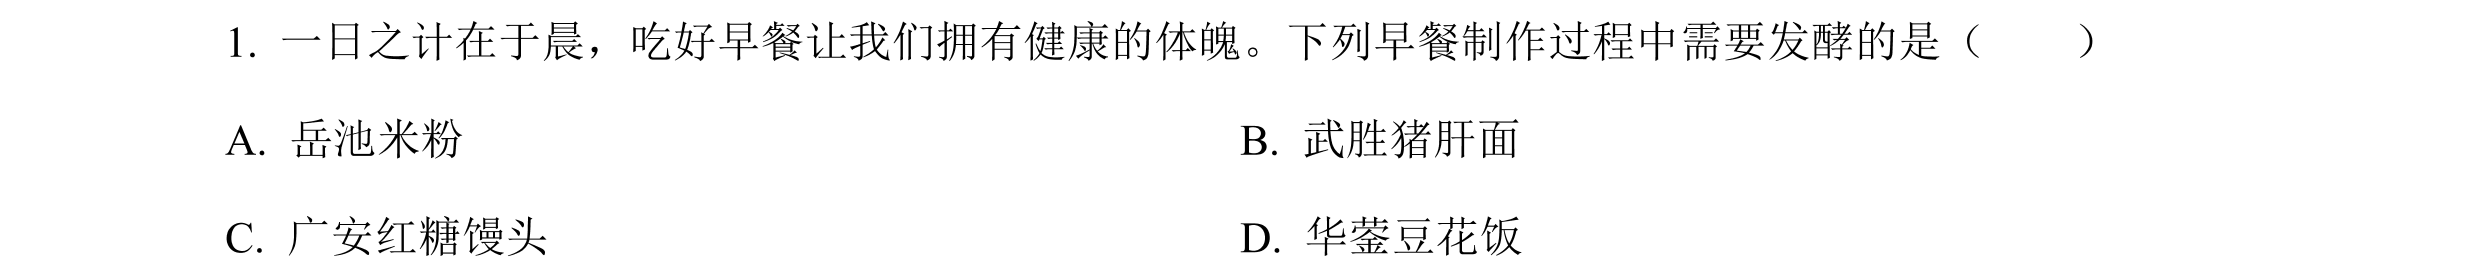 1. 一日之计在于晨，吃好早餐让我们拥有健康的体魄。下列早餐制作过程中需要发酵的是（　　）
A. 岳池米粉　　B. 武胜猪肝面
C. 广安红糖馒头　　D. 华蓥豆花饭